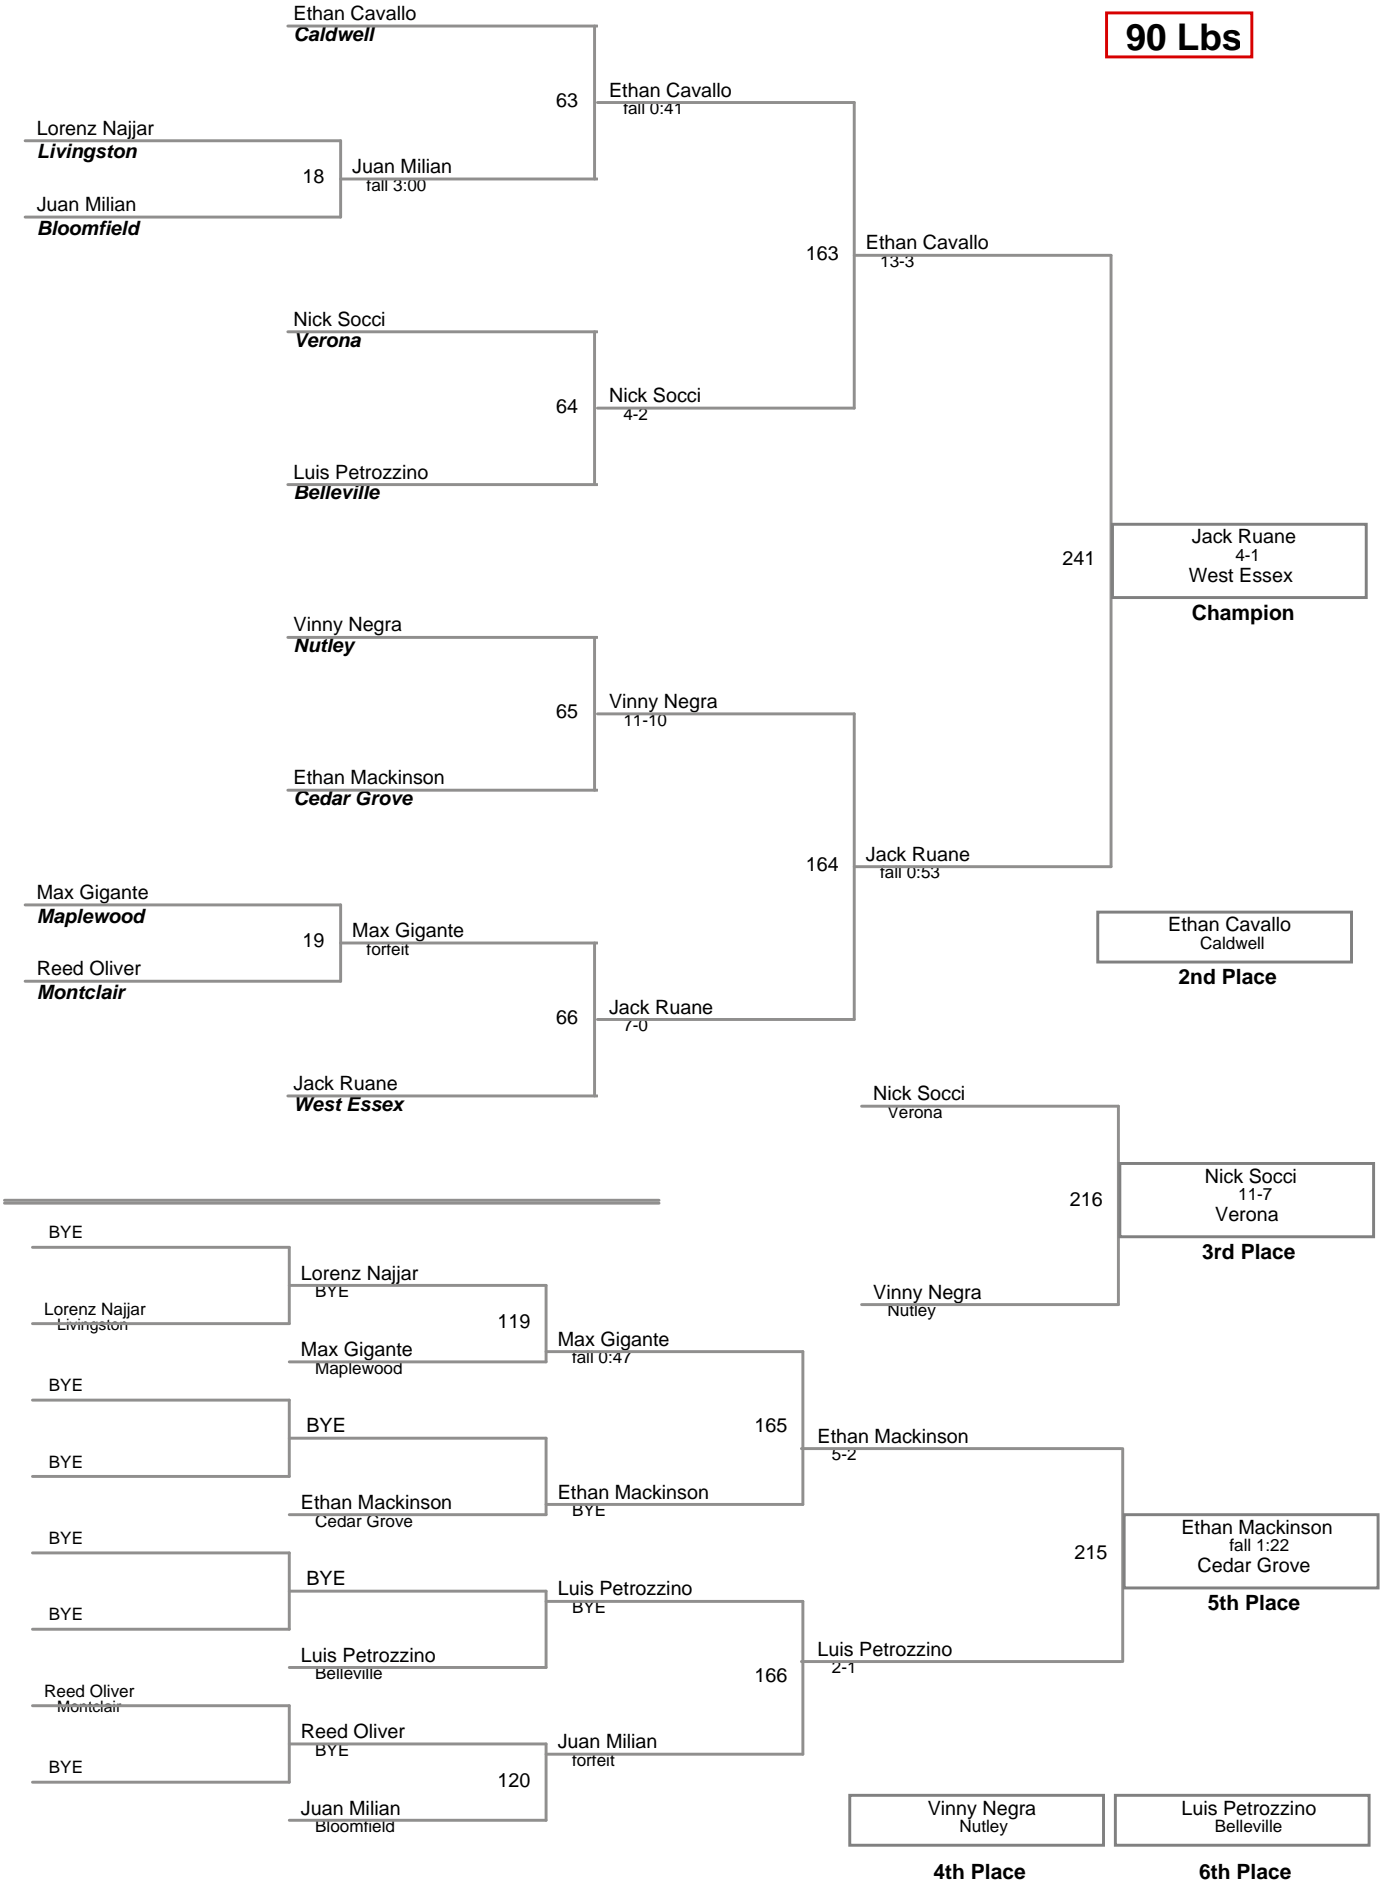 Ethan Cavallo
Caldwell
90 Lbs
63
Ethan Cavallo
fall 0:41
Lorenz Najjar
Livingston
18
Juan Milian
fall 3:00
Juan Milian
Bloomfield
163
Ethan Cavallo
13-3
Nick Socci
Verona
64
Nick Socci
4-2
Luis Petrozzino
Belleville
241
Jack Ruane
4-1
West Essex
Champion
Vinny Negra
Nutley
65
Vinny Negra
11-10
Ethan Mackinson
Cedar Grove
164
Jack Ruane
fall 0:53
Max Gigante
Maplewood
19
Max Gigante
forfeit
Reed Oliver
Montclair
Ethan Cavallo
Caldwell
2nd Place
66
Jack Ruane
7-0
Jack Ruane
West Essex
Nick Socci
Verona
216
Nick Socci
11-7
Verona
3rd Place
Vinny Negra
Nutley
BYE
Lorenz Najjar
BYE
Lorenz Najjar
Livingston
119
Max Gigante
fall 0:47
Max Gigante
Maplewood
BYE
BYE
165
Ethan Mackinson
5-2
BYE
Ethan Mackinson
Cedar Grove
Ethan Mackinson
BYE
BYE
BYE
215
Ethan Mackinson
fall 1:22
Cedar Grove
5th Place
Luis Petrozzino
BYE
BYE
Luis Petrozzino
Belleville
166
Luis Petrozzino
2-1
Reed Oliver
Montclair
Reed Oliver
BYE
Juan Milian
forfeit
BYE
120
Juan Milian
Bloomfield
Vinny Negra
Nutley
4th Place
Luis Petrozzino
Belleville
6th Place